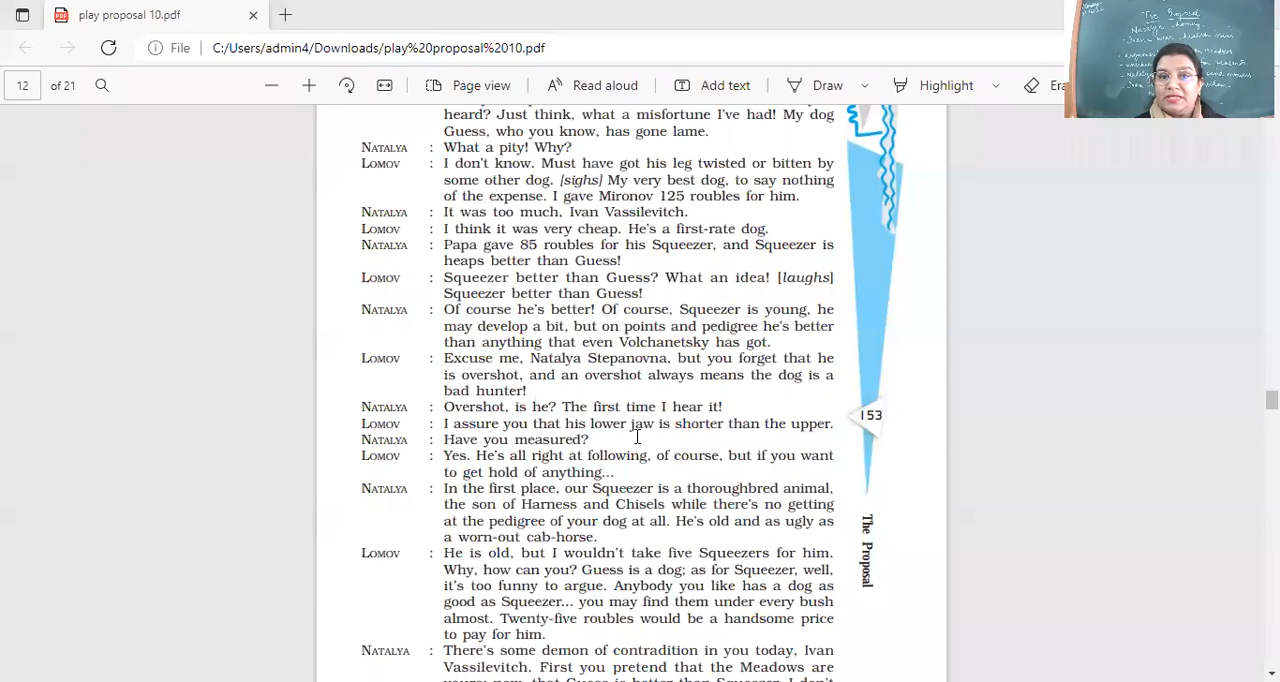 play proposal 10.pdf
File
C:/Users/admin4/Downloads/play%20proposal%2010.pdf
12 of 21
Page view
Read aloud
Add text
Draw
Highlight
Era
The Proposal
heard? Just think, what a misfortune I've had! My dog
Guess, who you know, has gone lame.
NATALYA : What a pity! Why?
LOMOV : I don't know. Must have got his leg twisted or bitten by
some other dog. [sighs] My very best dog, to say nothing
of the expense. I gave Mironov 125 roubles for him.
NATALYA : It was too much, Ivan Vassilevitch.
LOMOV : I think it was very cheap. He's a first-rate dog.
NATALYA : Papa gave 85 roubles for his Squeezer, and Squeezer is
heaps better than Guess!
LOMOV : Squeezer better than Guess? What an idea! [laughs]
Squeezer better than Guess!
NATALYA : Of course he's better! Of course, Squeezer is young, he
may develop a bit, but on points and pedigree he's better
than anything that even Volchanetsky has got.
LOMOV : Excuse me, Natalya Stepanovna, but you forget that he
is overshot, and an overshot always means the dog is a
bad hunter!
NATALYA : Overshot, is he? The first time I hear it!
LOMOV : I assure you that his lower jaw is shorter than the upper.
NATALYA : Have you measured?
LOMOV : Yes. He's all right at following, of course, but if you want
to get hold of anything...
NATALYA : In the first place, our Squeezer is a thoroughbred animal,
the son of Harness and Chisels while there's no getting
at the pedigree of your dog at all. He's old and as ugly as
a worn-out cab-horse.
LOMOV : He is old, but I wouldn't take five Squeezers for him.
Why, how can you? Guess is a dog; as for Squeezer, well,
it's too funny to argue. Anybody you like has a dog as
good as Squeezer... you may find them under every bush
almost. Twenty-five roubles would be a handsome price
to pay for him.
NATALYA : There's some demon of contradiction in you today, Ivan
Vassilevitch. First you pretend that the Meadows are
yours; now, that Guess is better than Squeezer. I don't
153
The Proposal